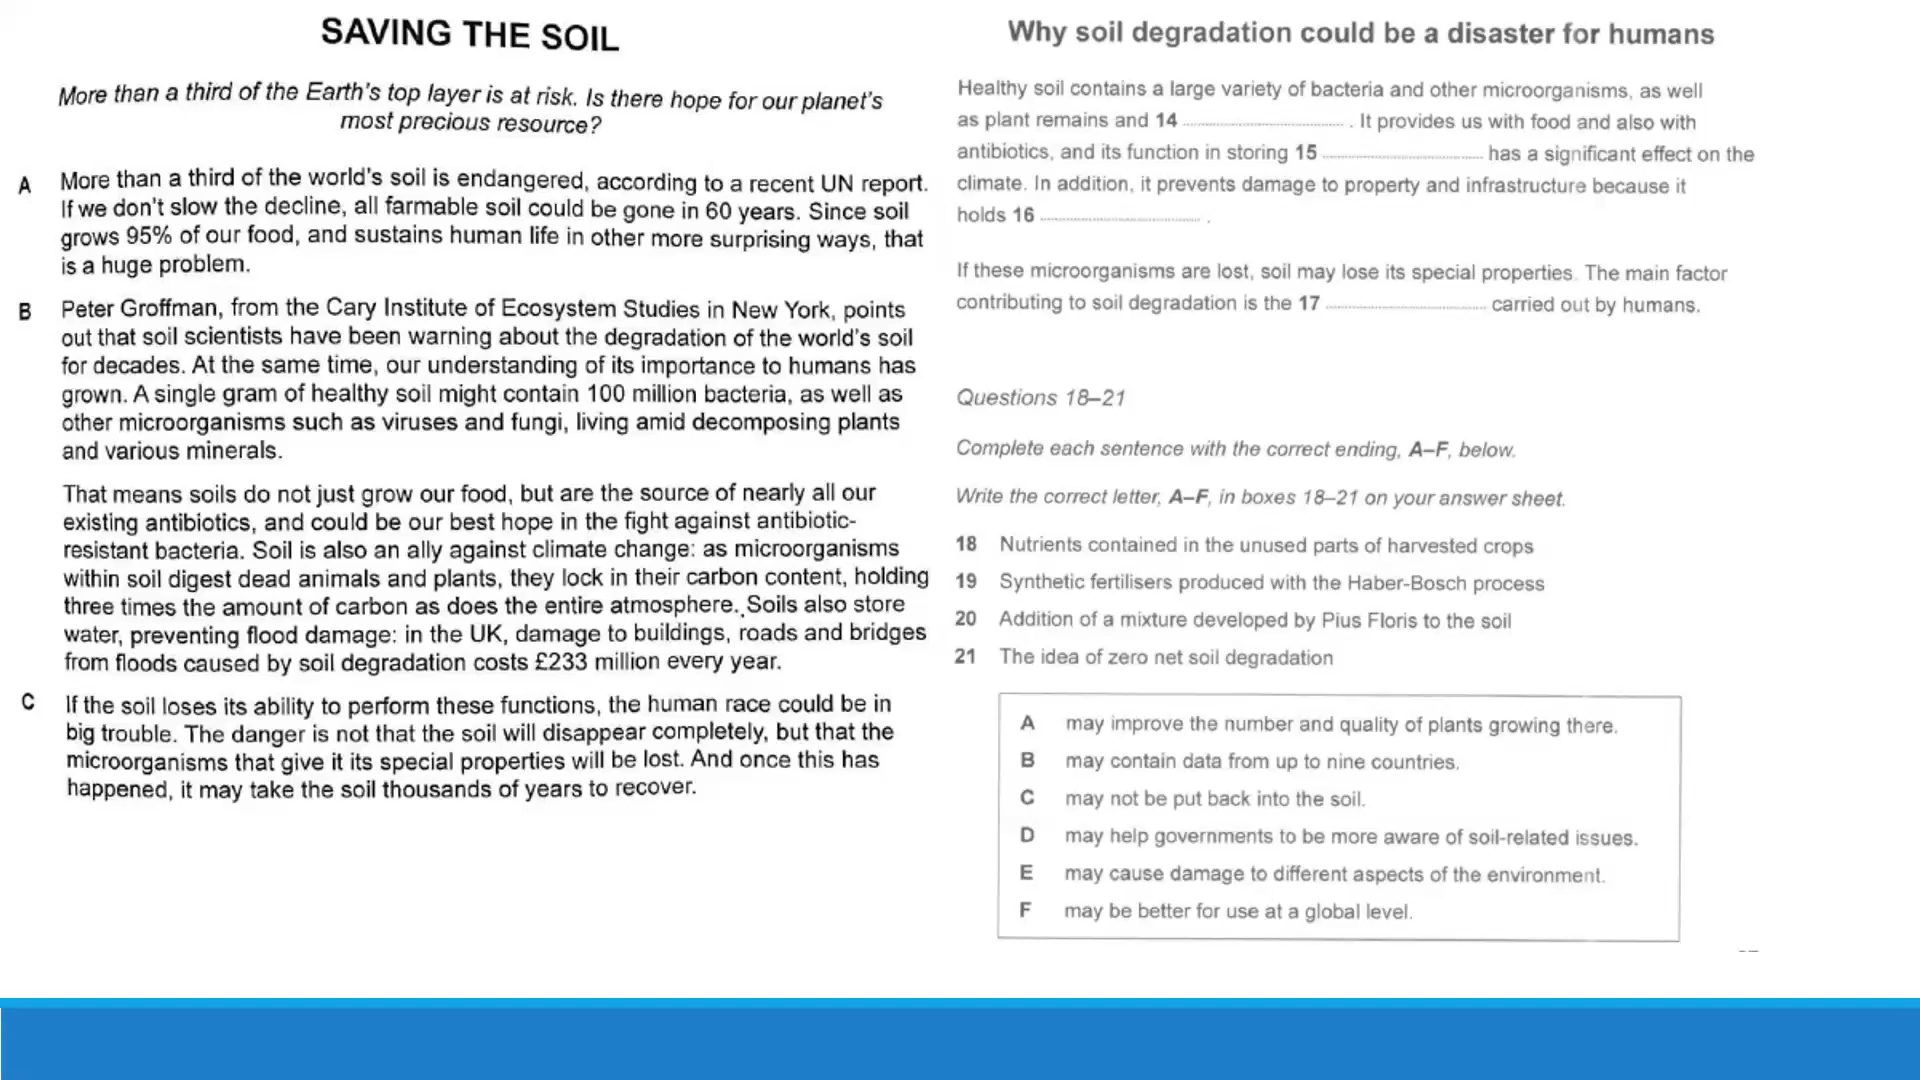 SAVING THE SOIL
More than a third of the Earth's top layer is at risk. Is there hope for our planet's
most precious resource?
A More than a third of the world's soil is endangered, according to a recent UN report.
If we don't slow the decline, all farmable soil could be gone in 60 years. Since soil
grows 95% of our food, and sustains human life in other more surprising ways, that
is a huge problem.
B Peter Groffman, from the Cary Institute of Ecosystem Studies in New York, points
out that soil scientists have been warning about the degradation of the world's soil
for decades. At the same time, our understanding of its importance to humans has
grown. A single gram of healthy soil might contain 100 million bacteria, as well as
other microorganisms such as viruses and fungi, living amid decomposing plants
and various minerals.
That means soils do not just grow our food, but are the source of nearly all our
existing antibiotics, and could be our best hope in the fight against antibiotic-
resistant bacteria. Soil is also an ally against climate change: as microorganisms
within soil digest dead animals and plants, they lock in their carbon content, holding
three times the amount of carbon as does the entire atmosphere. Soils also store
water, preventing flood damage: in the UK, damage to buildings, roads and bridges
from floods caused by soil degradation costs £233 million every year.
C If the soil loses its ability to perform these functions, the human race could be in
big trouble. The danger is not that the soil will disappear completely, but that the
microorganisms that give it its special properties will be lost. And once this has
happened, it may take the soil thousands of years to recover.
Why soil degradation could be a disaster for humans
Healthy soil contains a large variety of bacteria and other microorganisms, as well
as plant remains and 14 .................... . It provides us with food and also with
antibiotics, and its function in storing 15 .................... has a significant effect on the
climate. In addition, it prevents damage to property and infrastructure because it
holds 16 .................... .
If these microorganisms are lost, soil may lose its special properties. The main factor
contributing to soil degradation is the 17 .................... carried out by humans.
Questions 18–21
Complete each sentence with the correct ending, A–F, below.
Write the correct letter, A–F, in boxes 18–21 on your answer sheet.
18 Nutrients contained in the unused parts of harvested crops
19 Synthetic fertilisers produced with the Haber-Bosch process
20 Addition of a mixture developed by Pius Floris to the soil
21 The idea of zero net soil degradation
A may improve the number and quality of plants growing there.
B may contain data from up to nine countries.
C may not be put back into the soil.
D may help governments to be more aware of soil-related issues.
E may cause damage to different aspects of the environment.
F may be better for use at a global level.